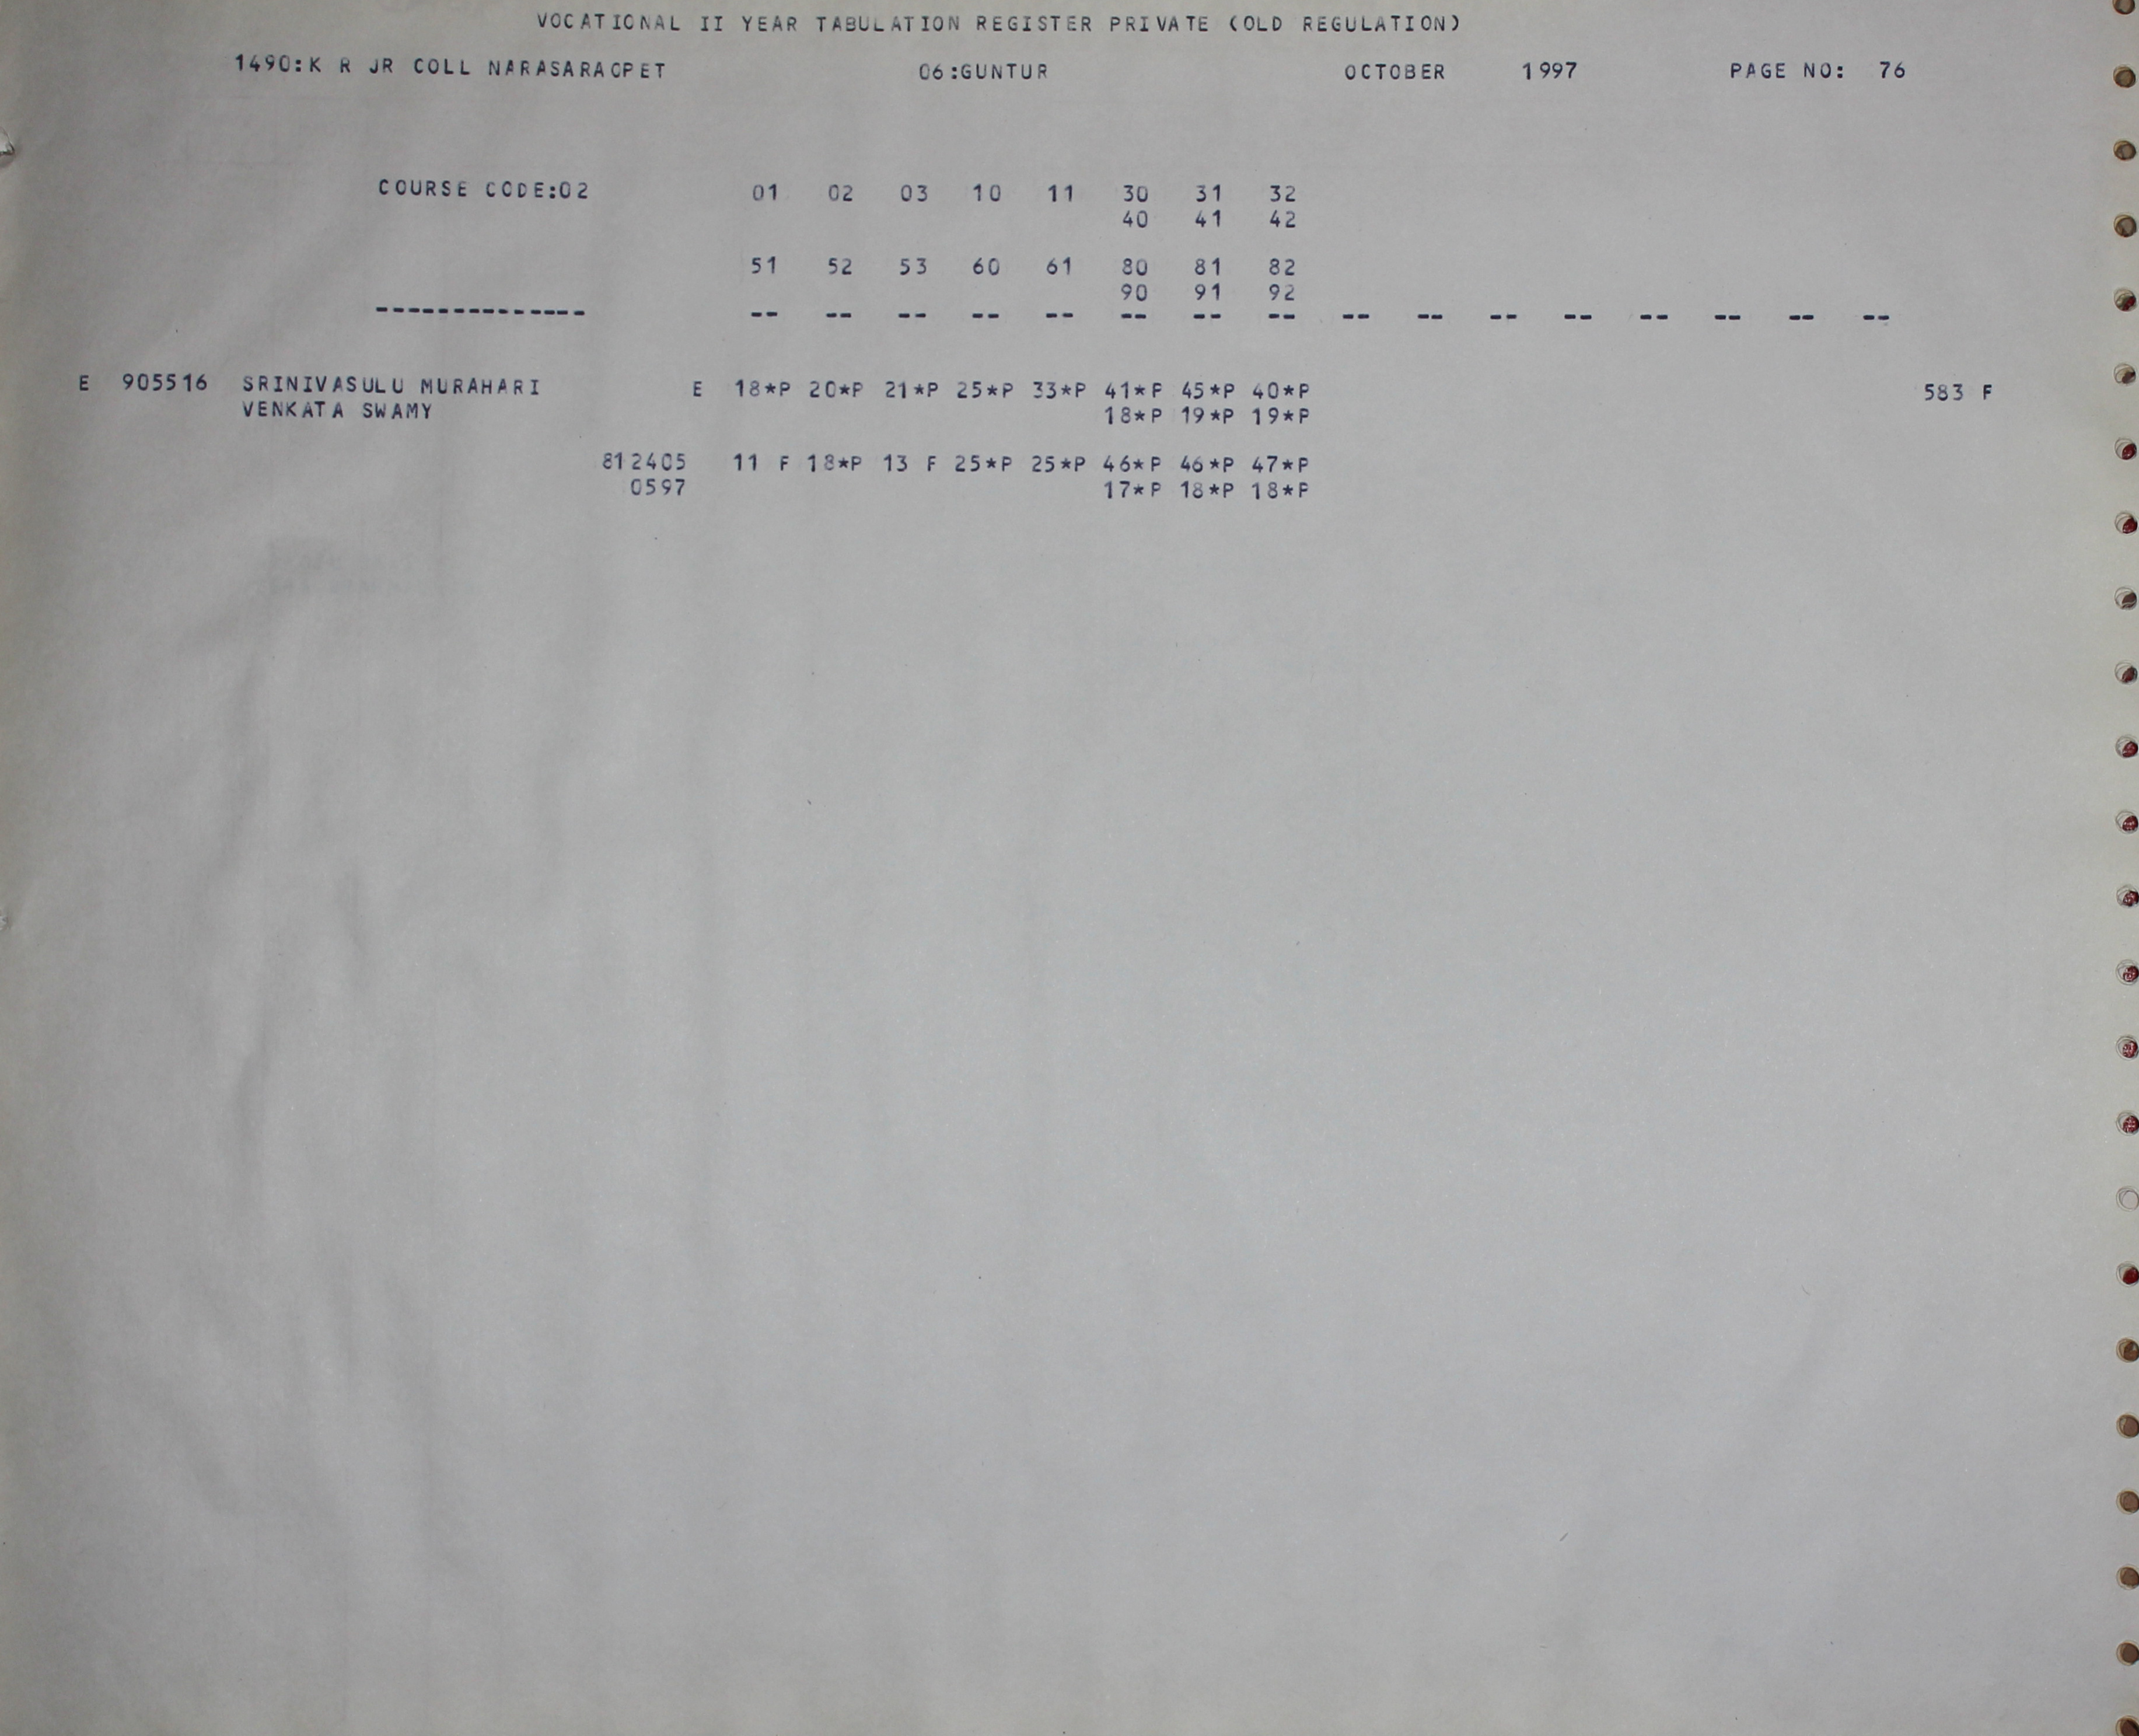 VOCATIONAL II YEAR TABULATION REGISTER PRIVATE (OLD REGULATION)
1490:K R JR COLL NARASARAOPET 06:GUNTUR OCTOBER 1997 PAGE NO: 76
COURSE CODE:02 01 02 03 10 11 30 31 32
40 41 42
51 52 53 60 61 80 81 82
90 91 92
-------------- -- -- -- -- -- -- -- -- -- -- -- -- -- -- -- --
E 905516 SRINIVASULU MURAHARI E 18*P 20*P 21*P 25*P 33*P 41*P 45*P 40*P 583 F
VENKATA SWAMY 18*P 19*P 19*P
812405 11 F 18*P 13 F 25*P 25*P 46*P 46*P 47*P
0597 17*P 18*P 18*P